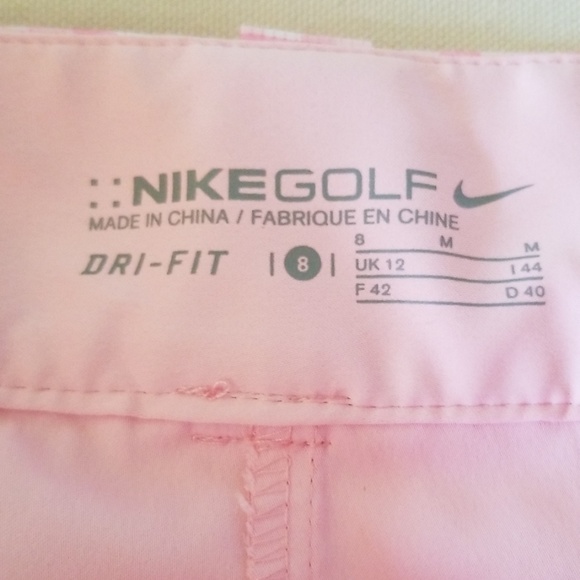 NIKEGOLF
MADE IN CHINA / FABRIQUE EN CHINE
DRI-FIT | 8 |
8 M M
UK 12 I 44
F 42 D 40